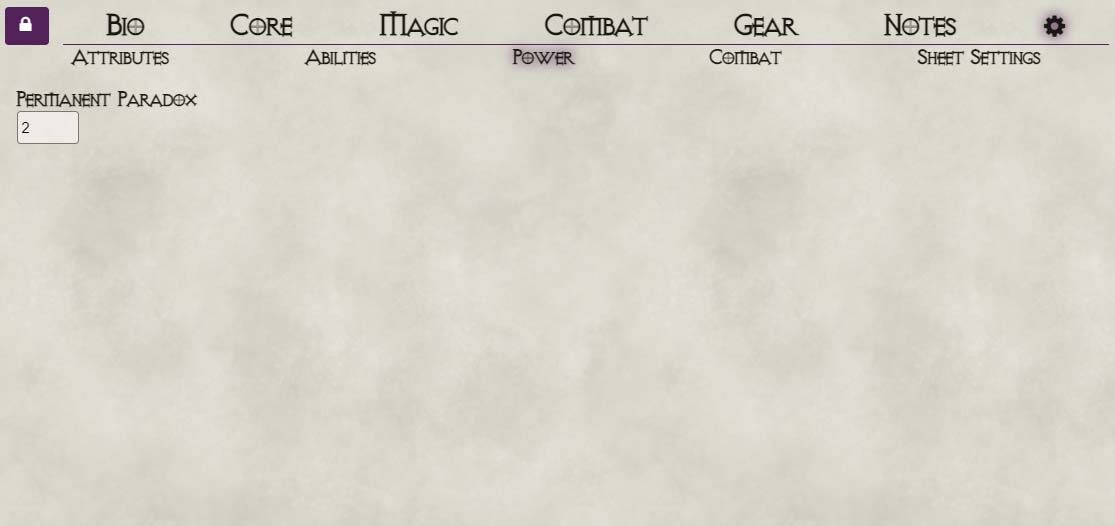 Bio Core Magic Combat Gear Notes
Attributes Abilities Power Combat Sheet Settings
Permanent Paradox
2